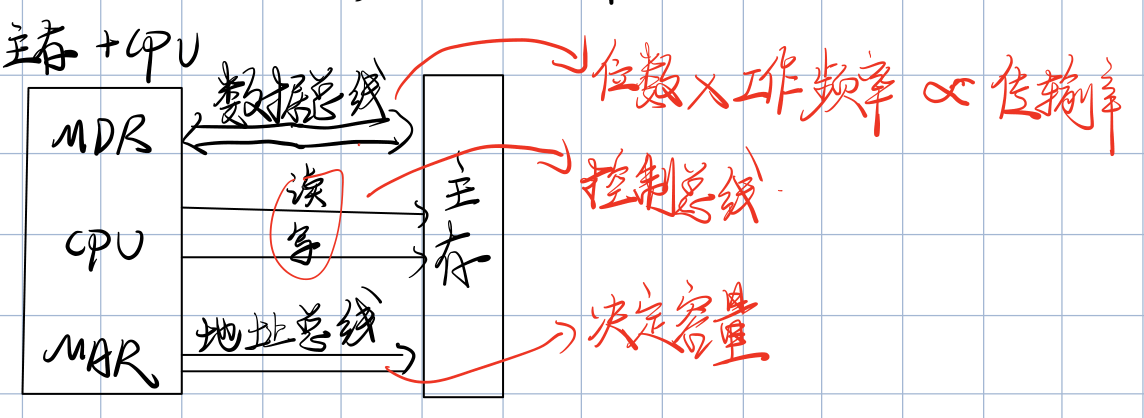 主存+CPU
MDR
数据总线
位数×工作频率∝传输率
读
写
控制总线
CPU
主存
MAR
地址总线
决定容量